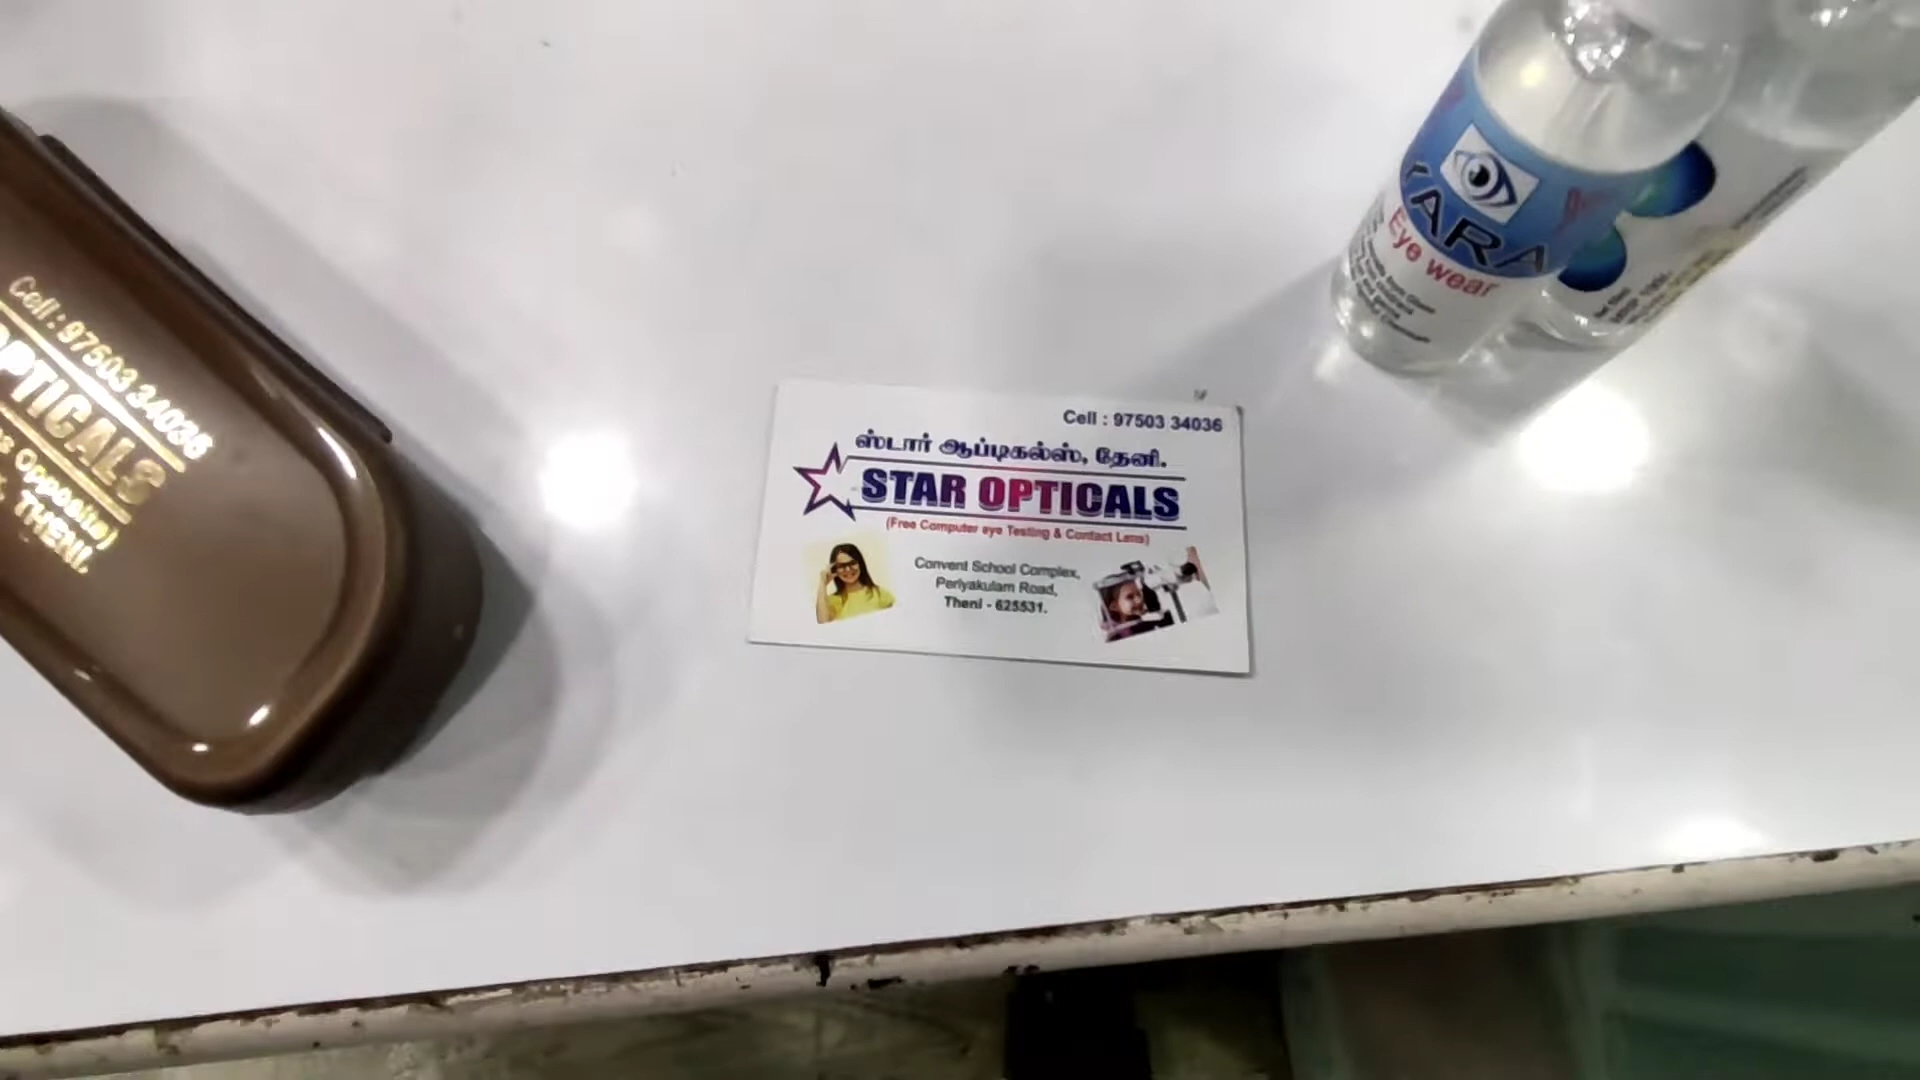 Cell : 97503 34036
OPTICALS
Opposite)
THENI.
Cell : 97503 34036
ஸ்டார் ஆப்டிகல்ஸ், தேனி.
STAR OPTICALS
(Free Computer eye Testing & Contact Lens)
Convent School Complex,
Periyakulam Road,
Theni - 625531.
Eye wear